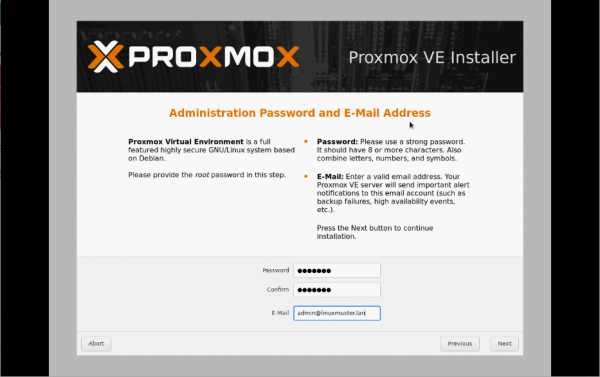 PROXMOX
Proxmox VE Installer
Administration Password and E-Mail Address
Proxmox Virtual Environment is a full
featured highly secure GNU/Linux system based
on Debian.
Please provide the root password in this step.
• Password: Please use a strong password.
It should have 8 or more characters. Also
combine letters, numbers, and symbols.
• E-Mail: Enter a valid email address. Your
Proxmox VE server will send important alert
notifications to this email account (such as
backup failures, high availability events,
etc.).
Press the Next button to continue
installation.
Password ●●●●●●●
Confirm ●●●●●●●
E-Mail admin@linuxmuster.lan
Abort Previous Next